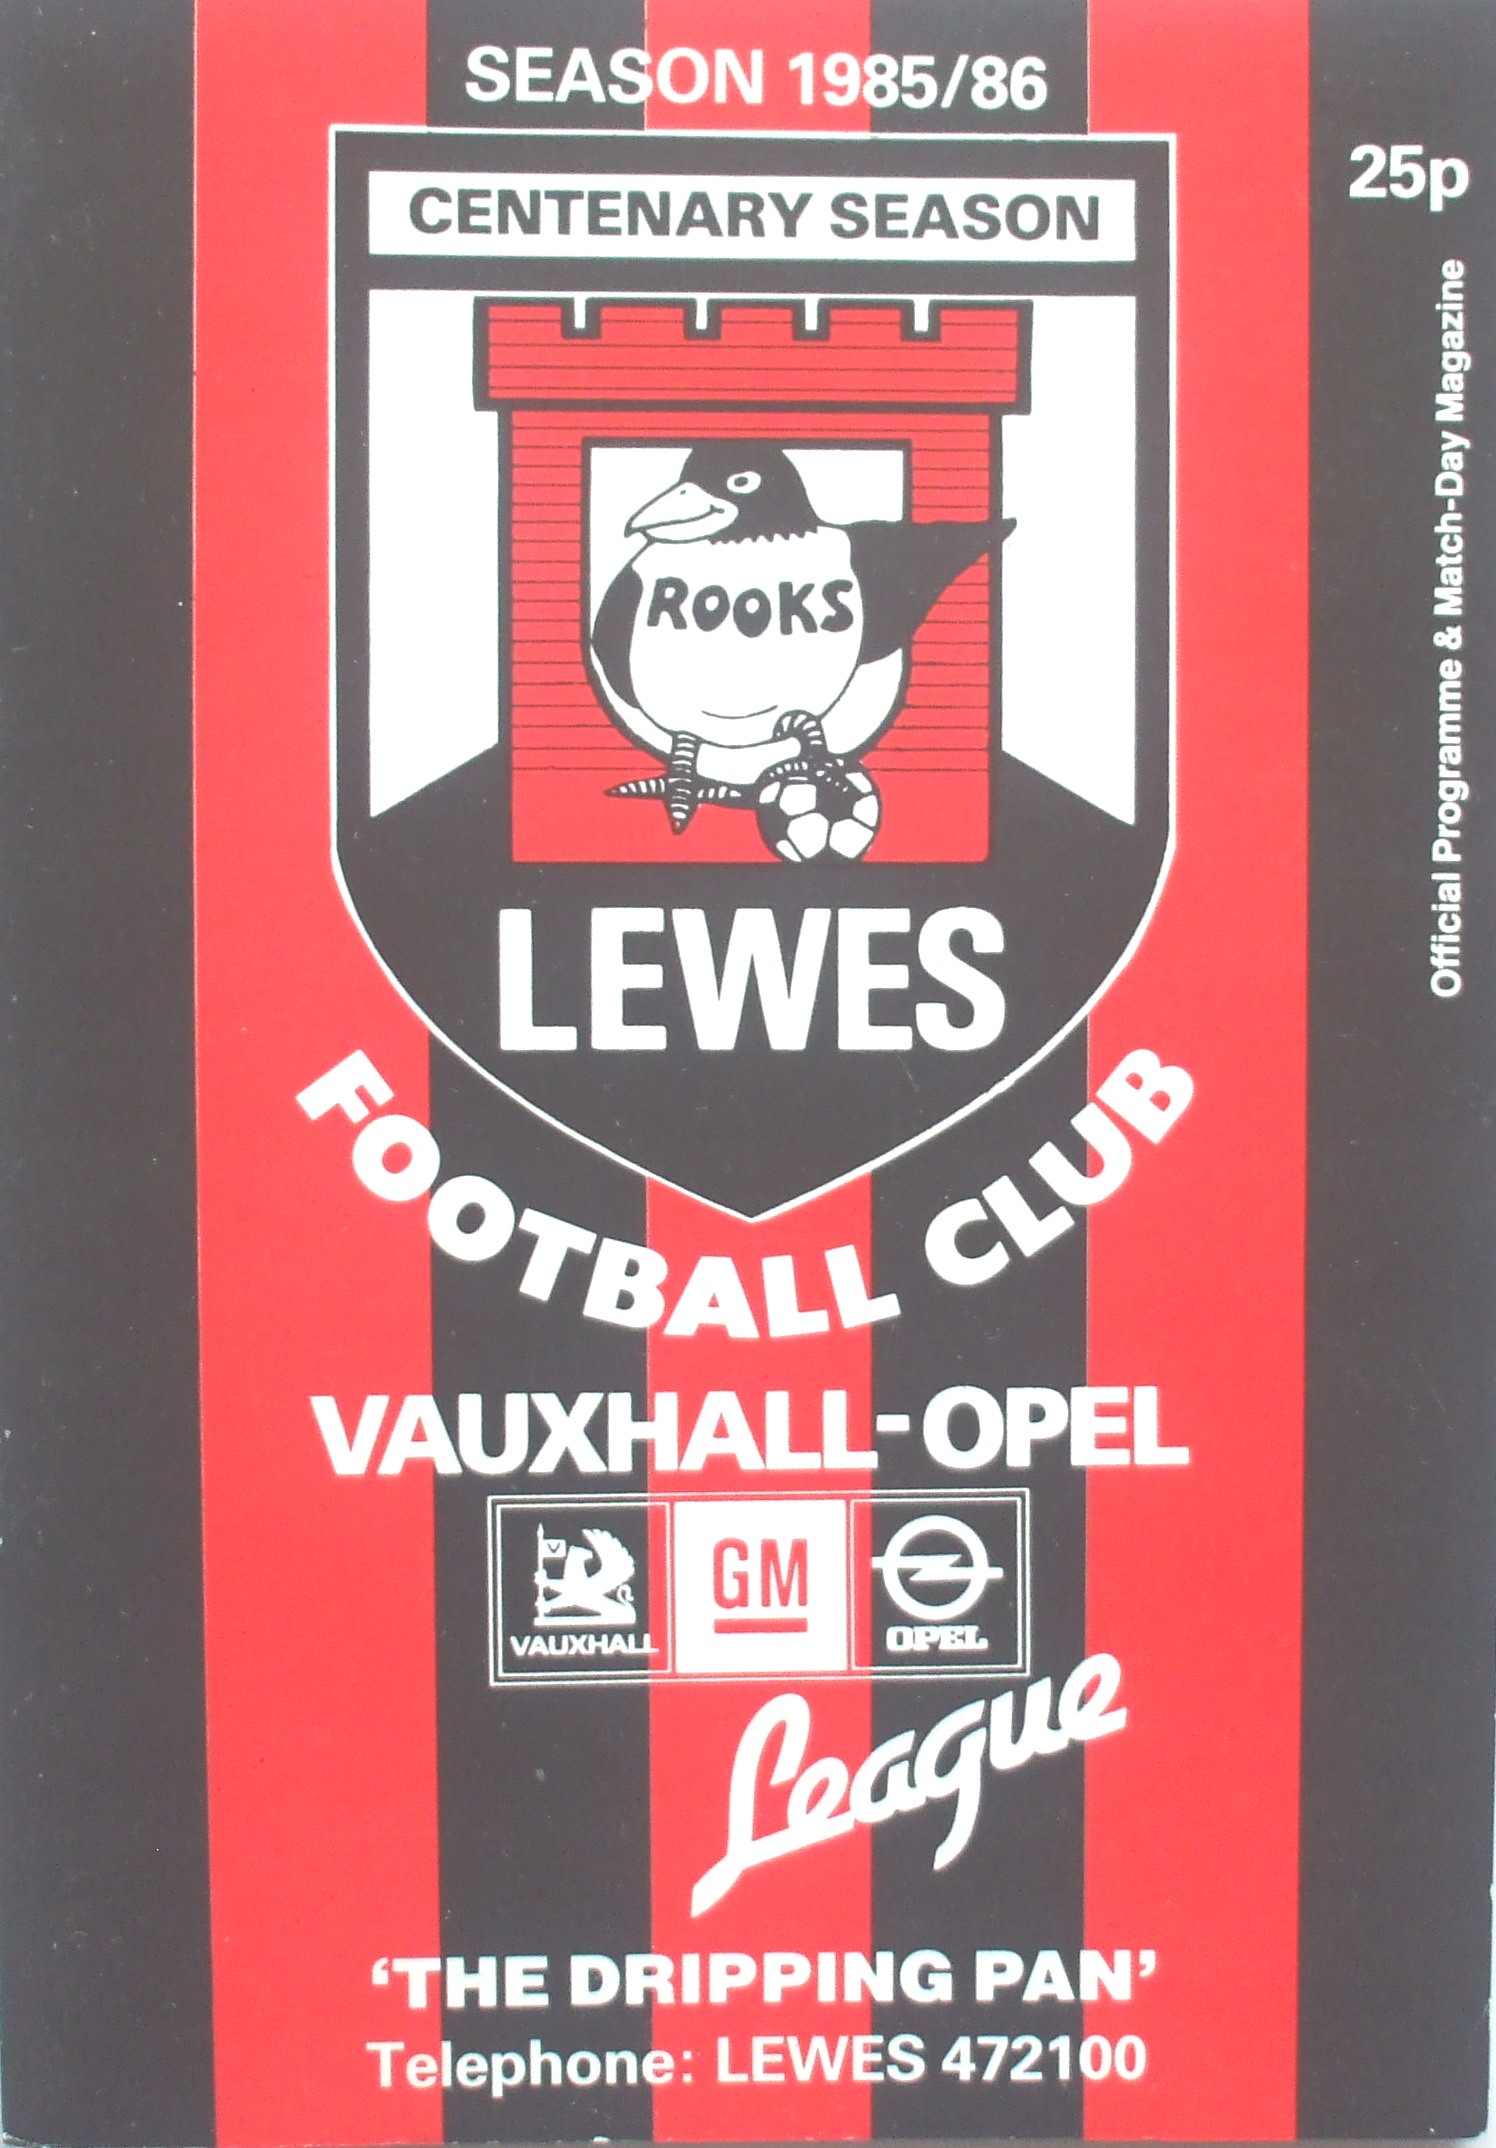 SEASON 1985/86
25p
Official Programme & Match-Day Magazine
CENTENARY SEASON
ROOKS
LEWES
FOOTBALL CLUB
VAUXHALL-OPEL
V
VAUXHALL
GM
OPEL
League
‘THE DRIPPING PAN’
Telephone: LEWES 472100